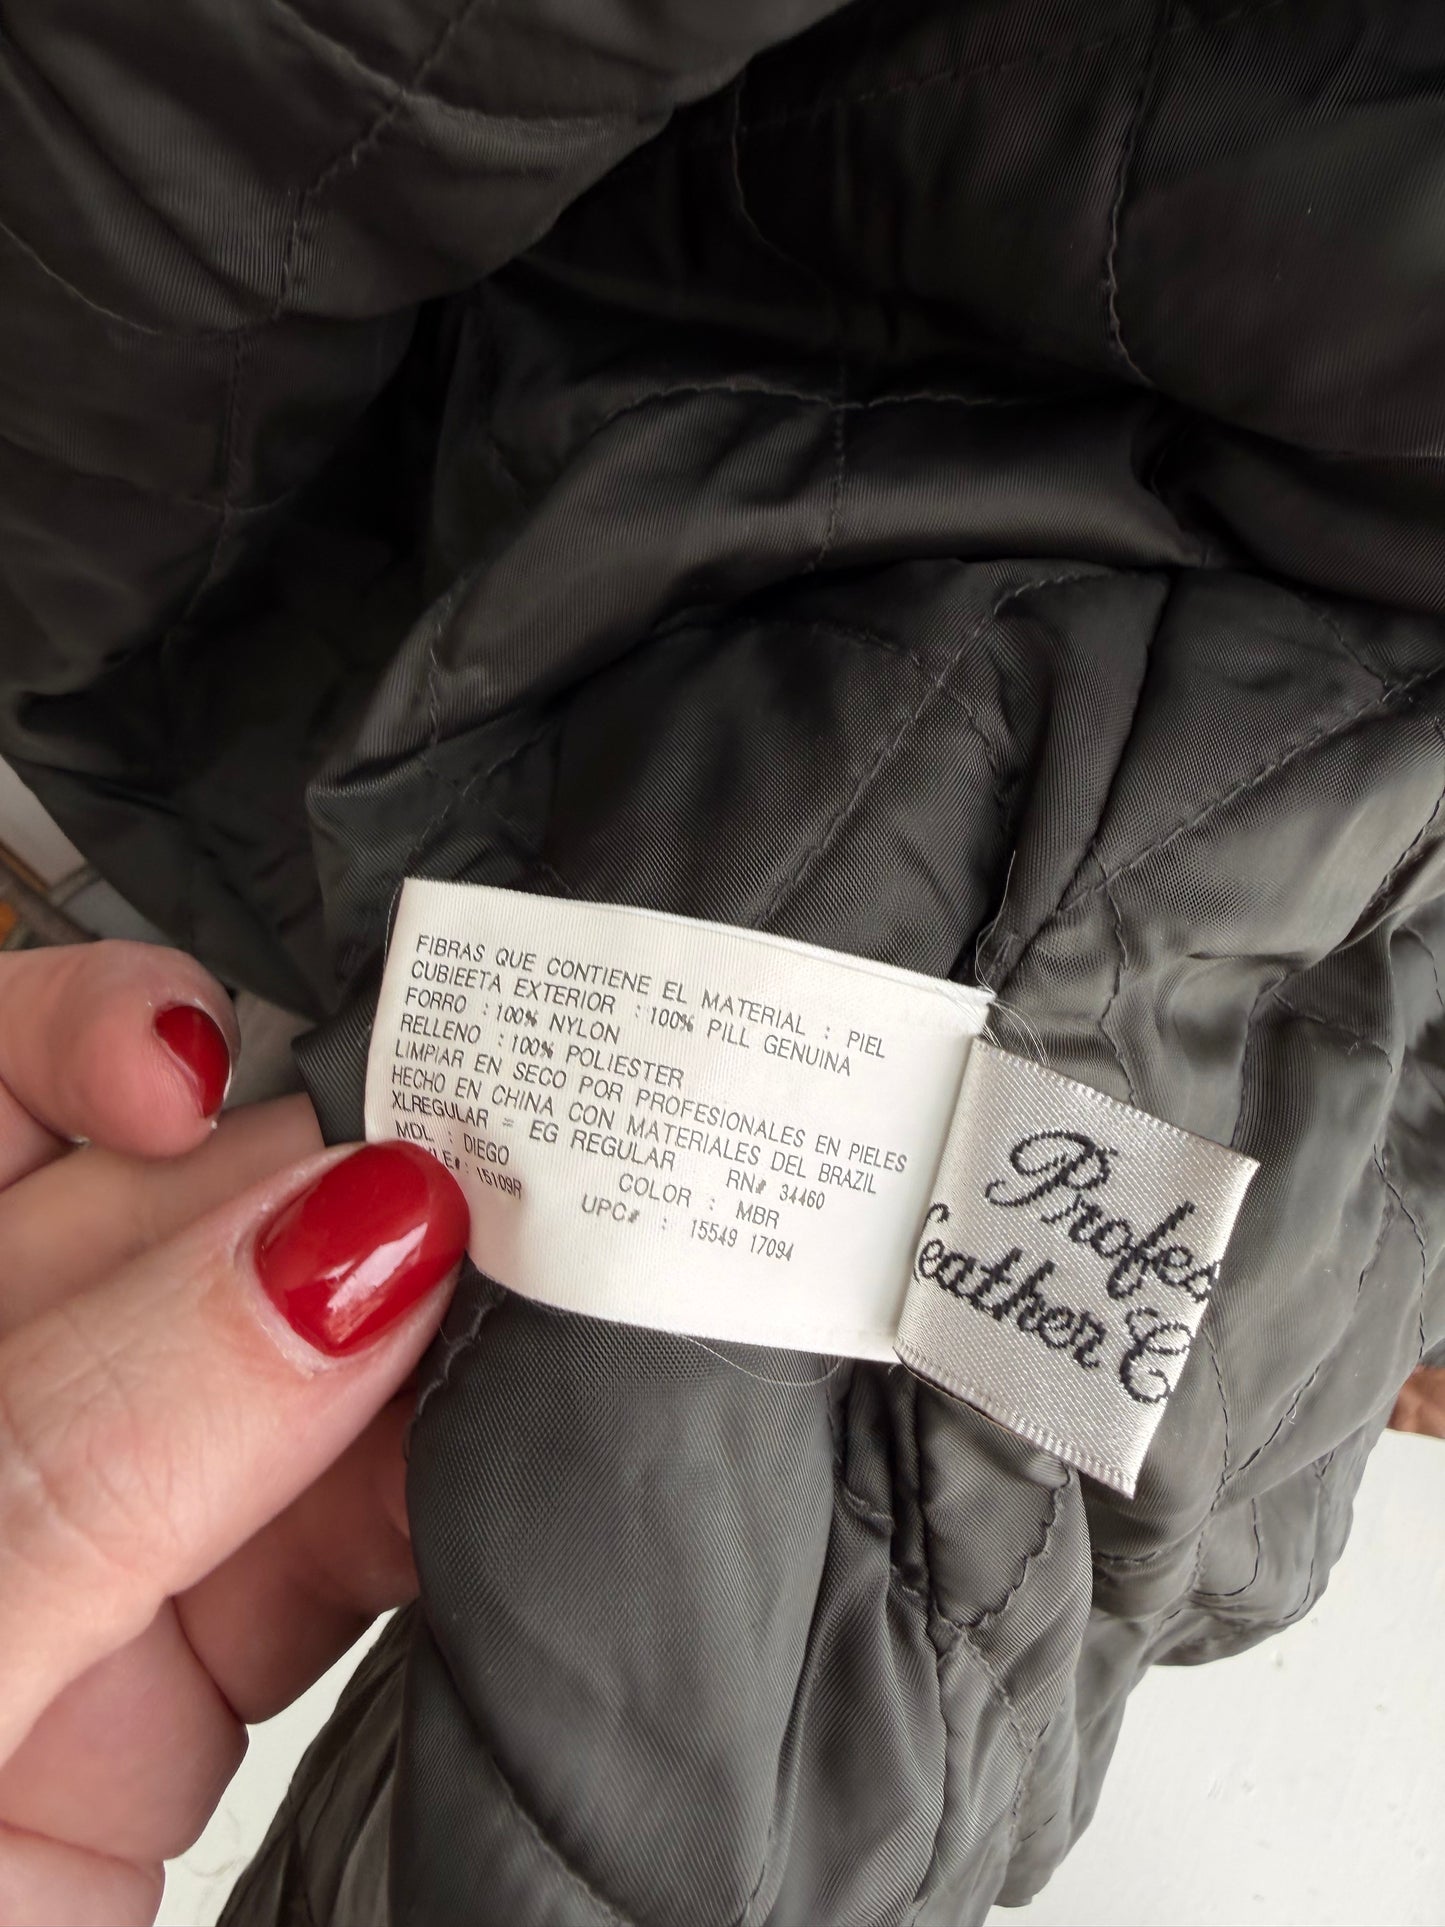 FIBRAS QUE CONTIENE EL MATERIAL : PIEL
CUBIEETA EXTERIOR : 100% PILL GENUINA
FORRO : 100% NYLON
RELLENO : 100% POLIESTER
LIMPIAR EN SECO POR PROFESIONALES EN PIELES
HECHO EN CHINA CON MATERIALES DEL BRAZIL
XLREGULAR = EG REGULAR RN# 34460
MDL : DIEGO COLOR : MBR
15109R UPC# : 15549 17094
Profes
Leather C